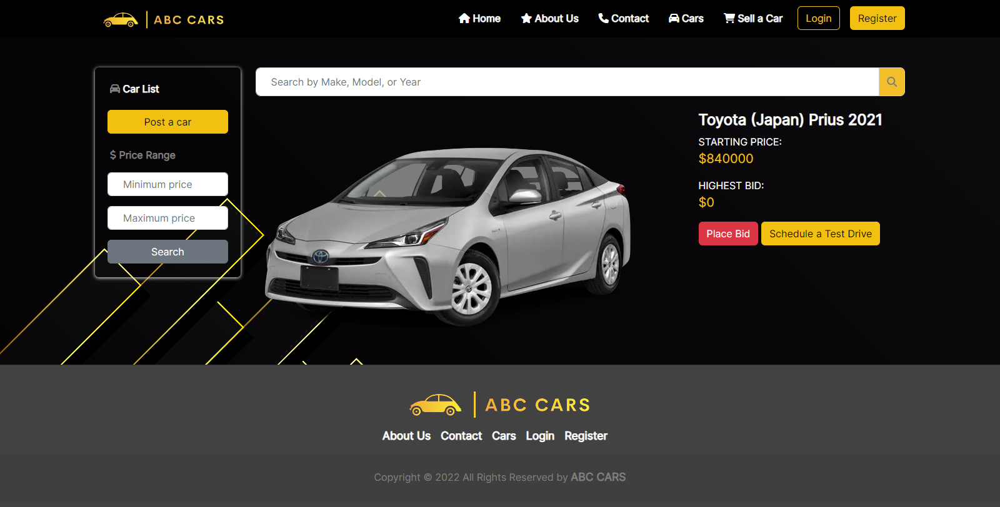 ABC CARS
Home About Us Contact Cars Sell a Car Login Register
Car List
Post a car
$ Price Range
Minimum price
Maximum price
Search
Search by Make, Model, or Year
Toyota (Japan) Prius 2021
STARTING PRICE:
$840000
HIGHEST BID:
$0
Place Bid Schedule a Test Drive
ABC CARS
About Us Contact Cars Login Register
Copyright © 2022 All Rights Reserved by ABC CARS